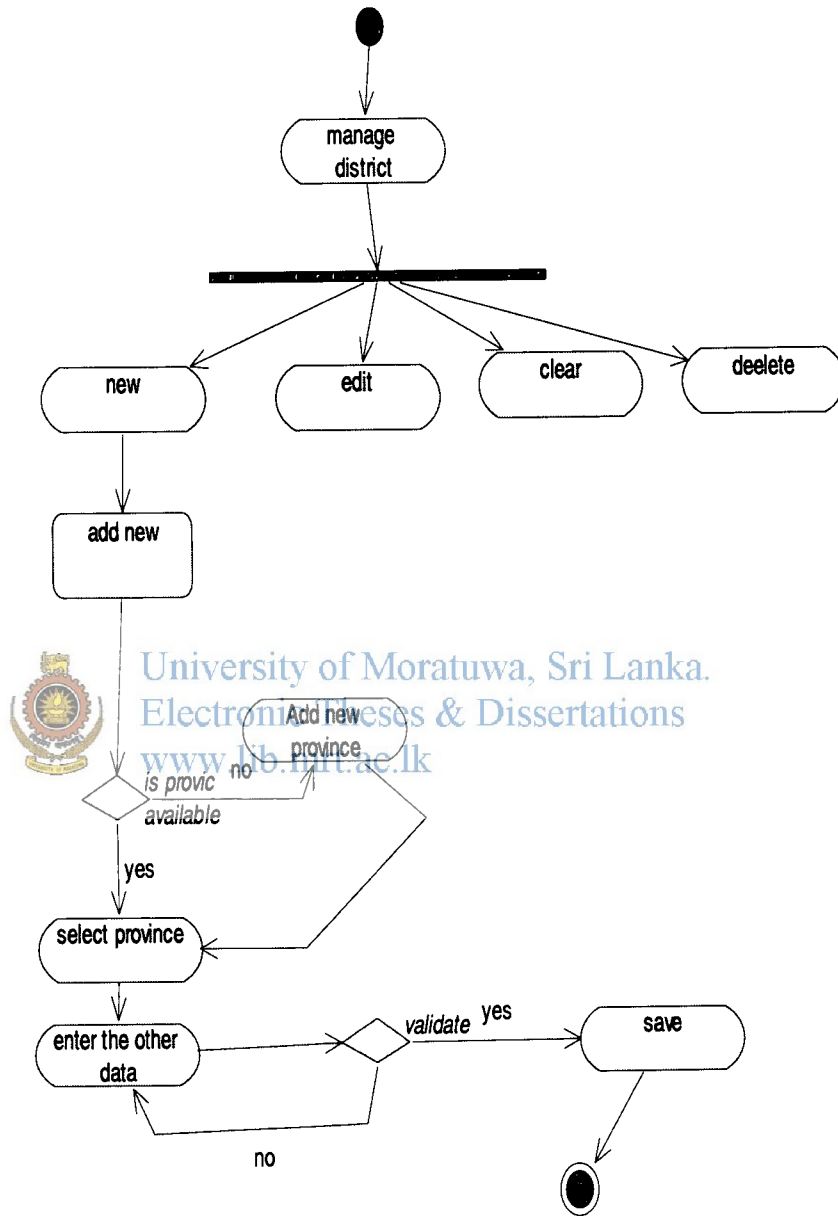 manage
district
new
edit
clear
deelete
add new
University of Moratuwa, Sri Lanka.
Electronic Theses & Dissertations
www.lib.mrt.ac.lk
Add new
province
is provic no
available
yes
select province
enter the other
data
validate yes
save
no